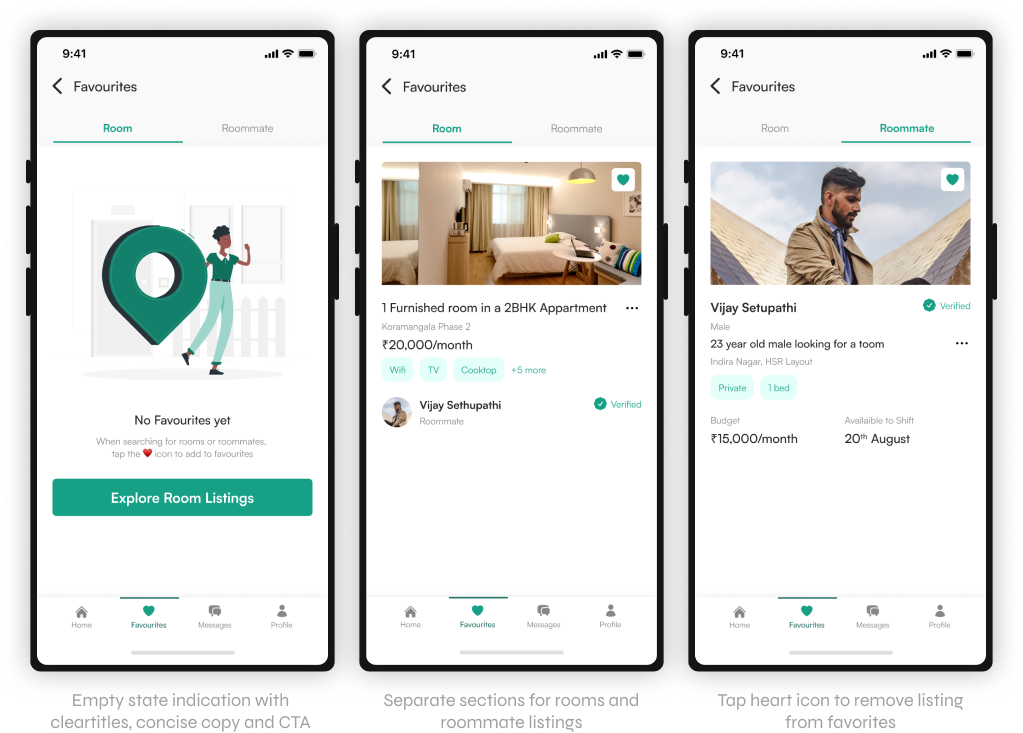 9:41
Favourites
Room
Roommate
No Favourites yet
When searching for rooms or roommates,
tap the ❤️ icon to add to favourites
Explore Room Listings
Home
Favourites
Messages
Profile
Empty state indication with
cleartitles, concise copy and CTA
9:41
Favourites
Room
Roommate
1 Furnished room in a 2BHK Appartment
Koramangala Phase 2
₹20,000/month
Wifi
TV
Cooktop
+5 more
Vijay Sethupathi
Verified
Roommate
Home
Favourites
Messages
Profile
Separate sections for rooms and
roommate listings
9:41
Favourites
Room
Roommate
Vijay Setupathi
Verified
Male
23 year old male looking for a toom
Indira Nagar, HSR Layout
Private
1 bed
Budget
Availaible to Shift
₹15,000/month
20th August
Home
Favourites
Messages
Profile
Tap heart icon to remove listing
from favorites